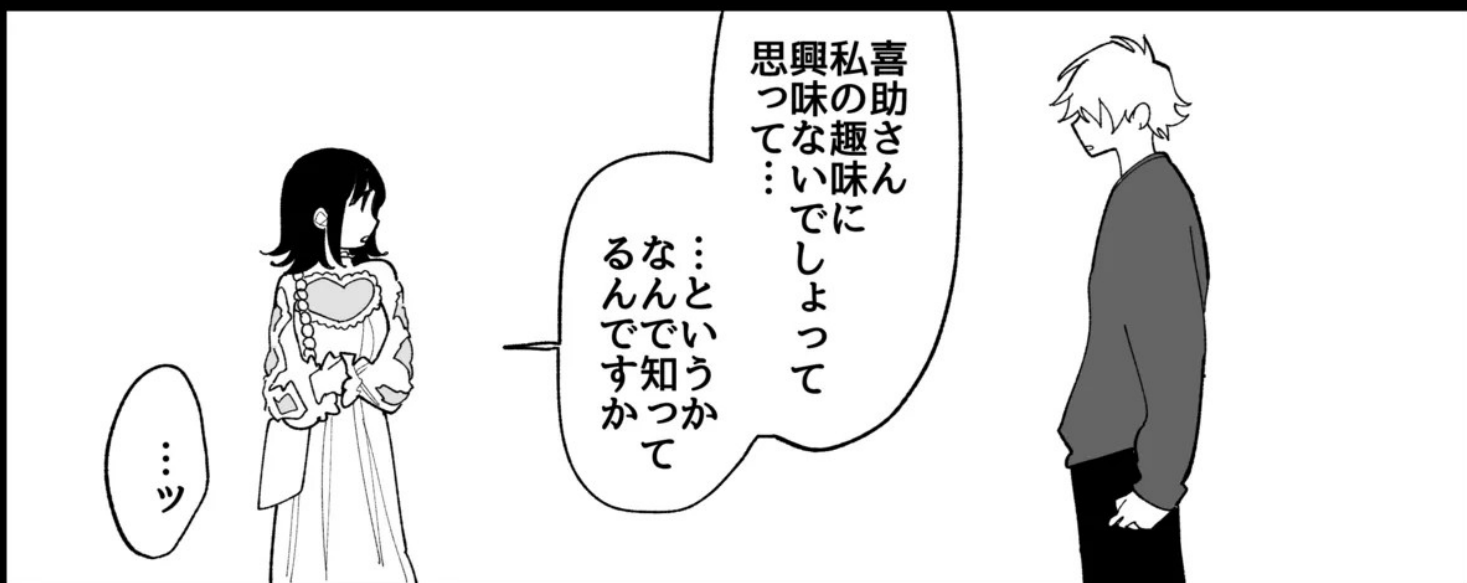 喜助さん
私の趣味に
興味ないでしょって
思って…
…というか
なんで知って
るんですか
…ッ